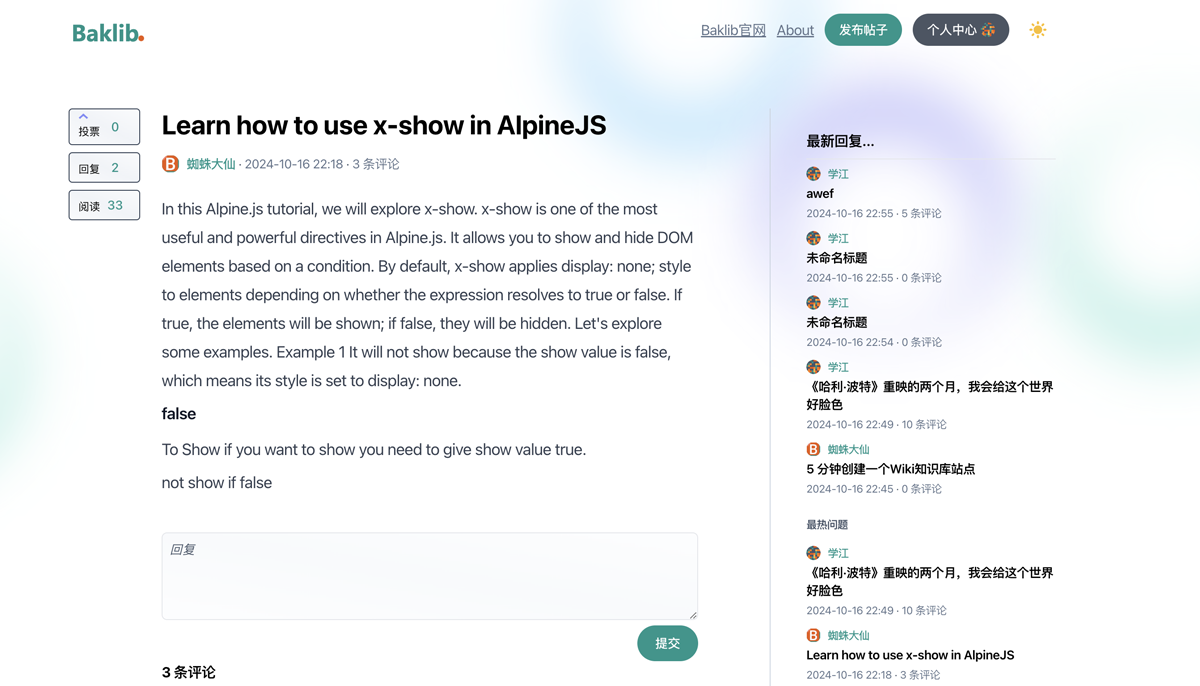 Baklib.
Baklib官网 About 发布帖子 个人中心
投票 0
回复 2
阅读 33
Learn how to use x-show in AlpineJS
B 蜘蛛大仙 · 2024-10-16 22:18 · 3 条评论
In this Alpine.js tutorial, we will explore x-show. x-show is one of the most
useful and powerful directives in Alpine.js. It allows you to show and hide DOM
elements based on a condition. By default, x-show applies display: none; style
to elements depending on whether the expression resolves to true or false. If
true, the elements will be shown; if false, they will be hidden. Let's explore
some examples. Example 1 It will not show because the show value is false,
which means its style is set to display: none.
false
To Show if you want to show you need to give show value true.
not show if false
回复
提交
3 条评论
最新回复...
学江
awef
2024-10-16 22:55 · 5 条评论
学江
未命名标题
2024-10-16 22:55 · 0 条评论
学江
未命名标题
2024-10-16 22:54 · 0 条评论
学江
《哈利·波特》重映的两个月，我会给这个世界
好脸色
2024-10-16 22:49 · 10 条评论
B 蜘蛛大仙
5 分钟创建一个Wiki知识库站点
2024-10-16 22:45 · 0 条评论
最热问题
学江
《哈利·波特》重映的两个月，我会给这个世界
好脸色
2024-10-16 22:49 · 10 条评论
B 蜘蛛大仙
Learn how to use x-show in AlpineJS
2024-10-16 22:18 · 3 条评论